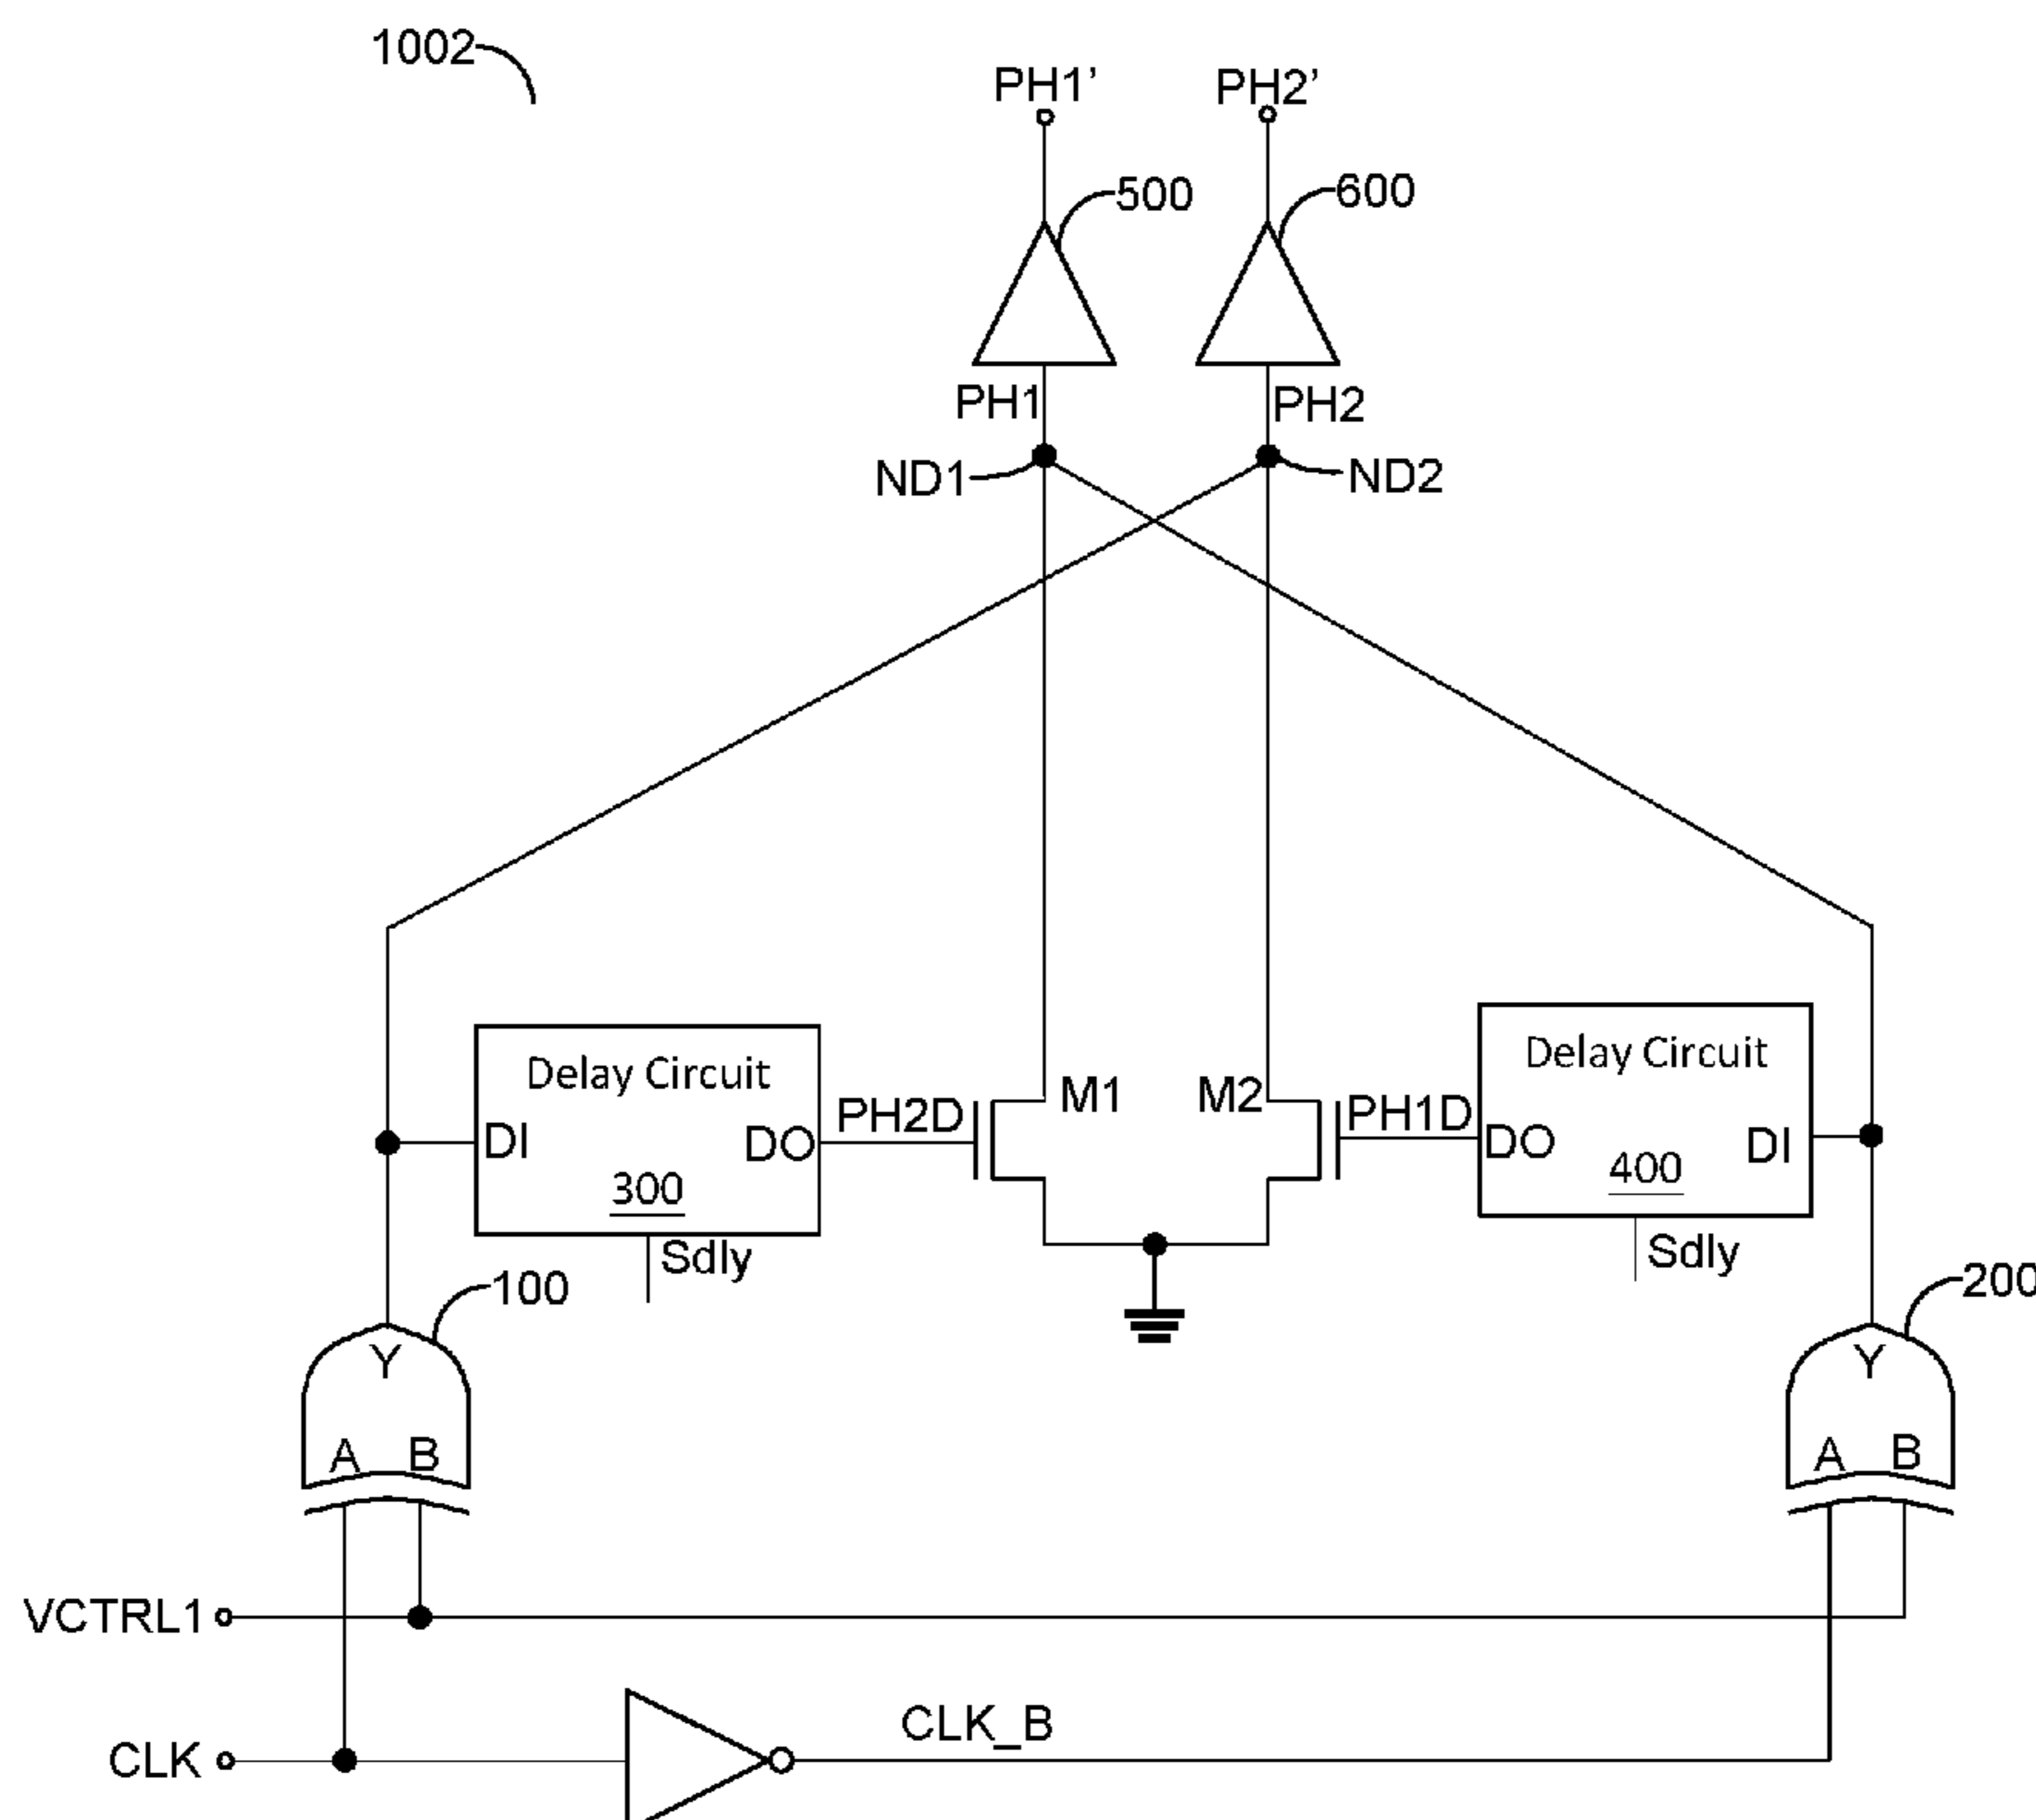 1002
PH1’ PH2’
500 600
PH1 PH2
ND1 ND2
Delay Circuit
DI DO
300
Sdly
PH2D
M1 M2
PH1D
Delay Circuit
DO DI
400
Sdly
100
200
Y
A B
Y
A B
VCTRL1
CLK
CLK_B